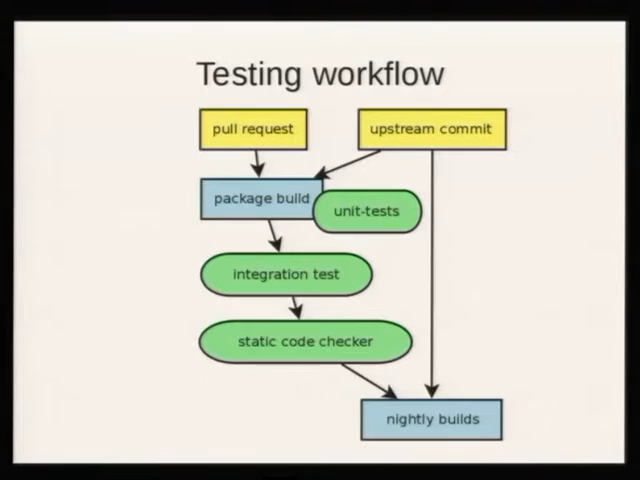 Testing workflow
pull request
upstream commit
package build
unit-tests
integration test
static code checker
nightly builds